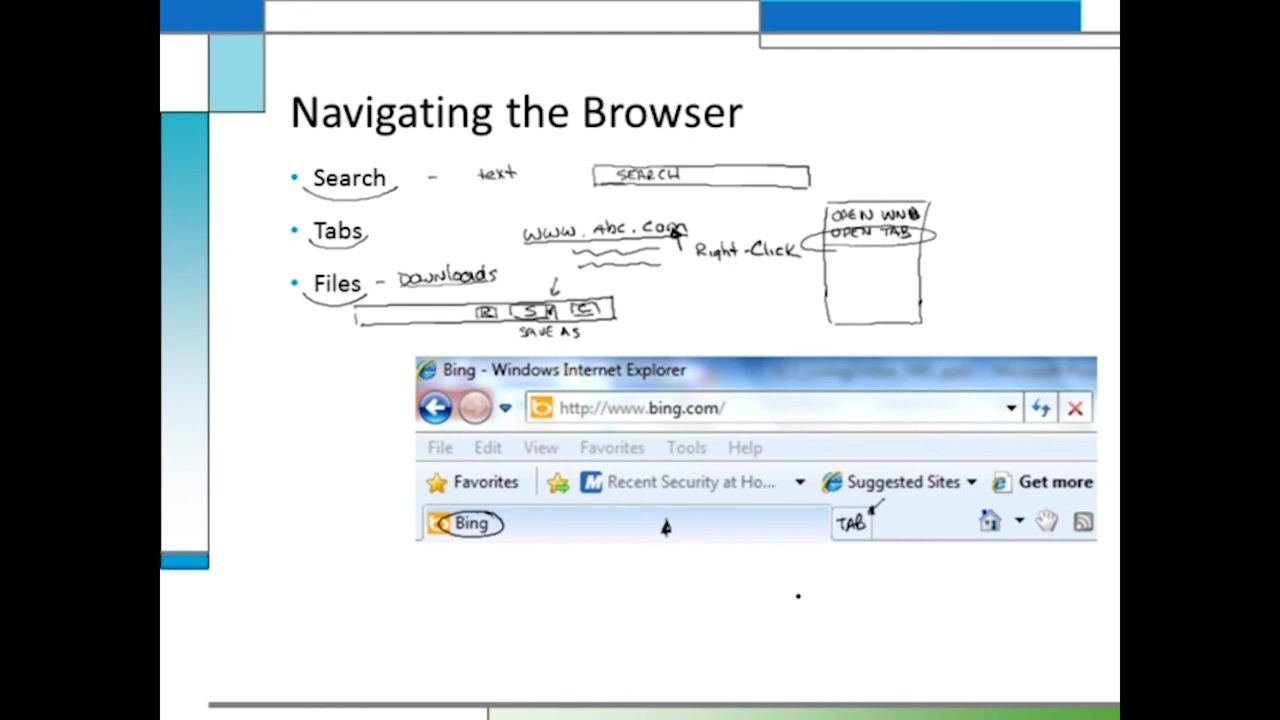 Navigating the Browser
• Search - text SEARCH
OPEN WND
• Tabs www.Abc.com OPEN TAB
Right-Click
• Files - Downloads
R S C
SAVE AS
Bing - Windows Internet Explorer
http://www.bing.com/
File Edit View Favorites Tools Help
Favorites Recent Security at Ho... Suggested Sites Get more
Bing TAB